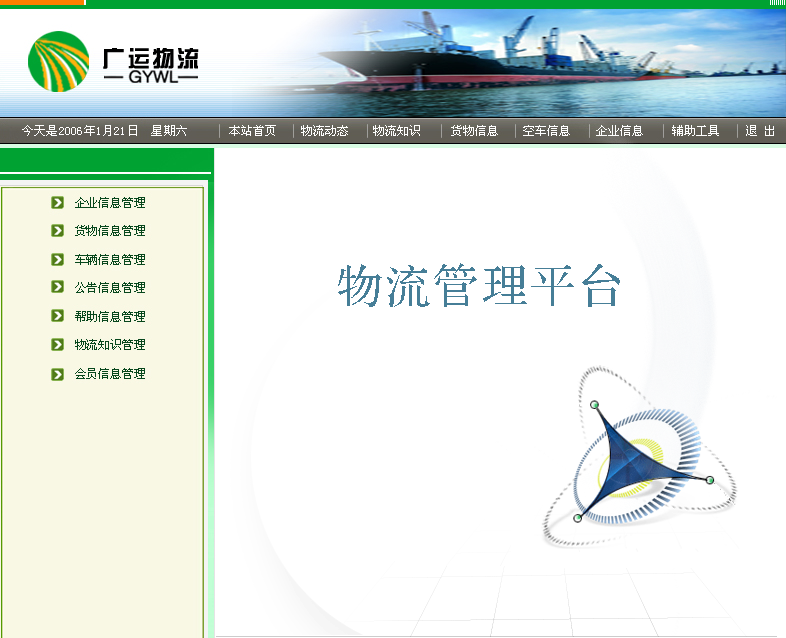 广运物流
GYWL
今天是2006年1月21日 星期六 本站首页 物流动态 物流知识 货物信息 空车信息 企业信息 辅助工具 退 出
企业信息管理
货物信息管理
车辆信息管理
公告信息管理
帮助信息管理
物流知识管理
会员信息管理
物流管理平台